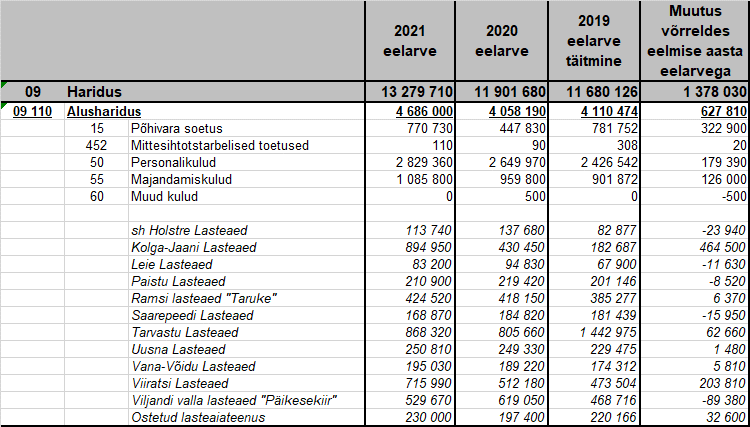 2021 eelarve 2020 eelarve 2019 eelarve täitmine Muutus võrreldes eelmise aasta eelarvega
09 Haridus 13 279 710 11 901 680 11 680 126 1 378 030
09 110 Alusharidus 4 686 000 4 058 190 4 110 474 627 810
15 Põhivara soetus 770 730 447 830 781 752 322 900
452 Mittesihtotstarbelised toetused 110 90 308 20
50 Personalikulud 2 829 360 2 649 970 2 426 542 179 390
55 Majandamiskulud 1 085 800 959 800 901 872 126 000
60 Muud kulud 0 500 0 -500
sh Holstre Lasteaed 113 740 137 680 82 877 -23 940
Kolga-Jaani Lasteaed 894 950 430 450 182 687 464 500
Leie Lasteaed 83 200 94 830 67 900 -11 630
Paistu Lasteaed 210 900 219 420 201 146 -8 520
Ramsi lasteaed "Taruke" 424 520 418 150 385 277 6 370
Saarepeedi Lasteaed 168 870 184 820 181 439 -15 950
Tarvastu Lasteaed 868 320 805 660 1 442 975 62 660
Uusna Lasteaed 250 810 249 330 229 475 1 480
Vana-Võidu Lasteaed 195 030 189 220 174 312 5 810
Viiratsi Lasteaed 715 990 512 180 473 504 203 810
Viljandi valla lasteaed "Päikesekiir" 529 670 619 050 468 716 -89 380
Ostetud lasteaiateenus 230 000 197 400 220 166 32 600